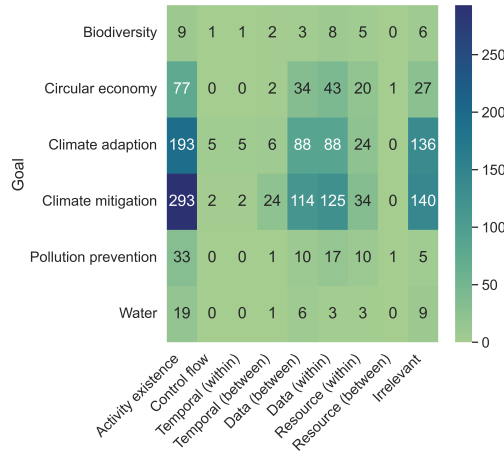 Goal
Biodiversity 9 1 1 2 3 8 5 0 6
Circular economy 77 0 0 2 34 43 20 1 27
Climate adaption 193 5 5 6 88 88 24 0 136
Climate mitigation 293 2 2 24 114 125 34 0 140
Pollution prevention 33 0 0 1 10 17 10 1 5
Water 19 0 0 1 6 3 3 0 9
Activity existence
Control flow
Temporal (within)
Temporal (between)
Data (between)
Data (within)
Resource (within)
Resource (between)
Irrelevant
250
200
150
100
50
0